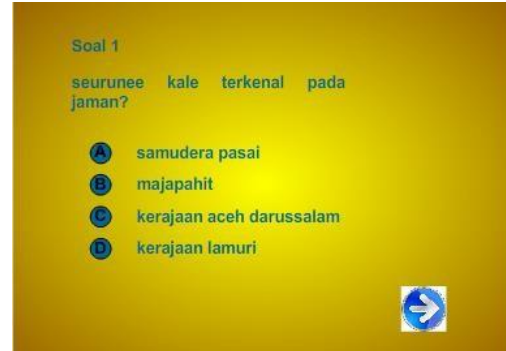 Soal 1
seurunee kale terkenal pada
jaman?
A samudera pasai
B majapahit
C kerajaan aceh darussalam
D kerajaan lamuri